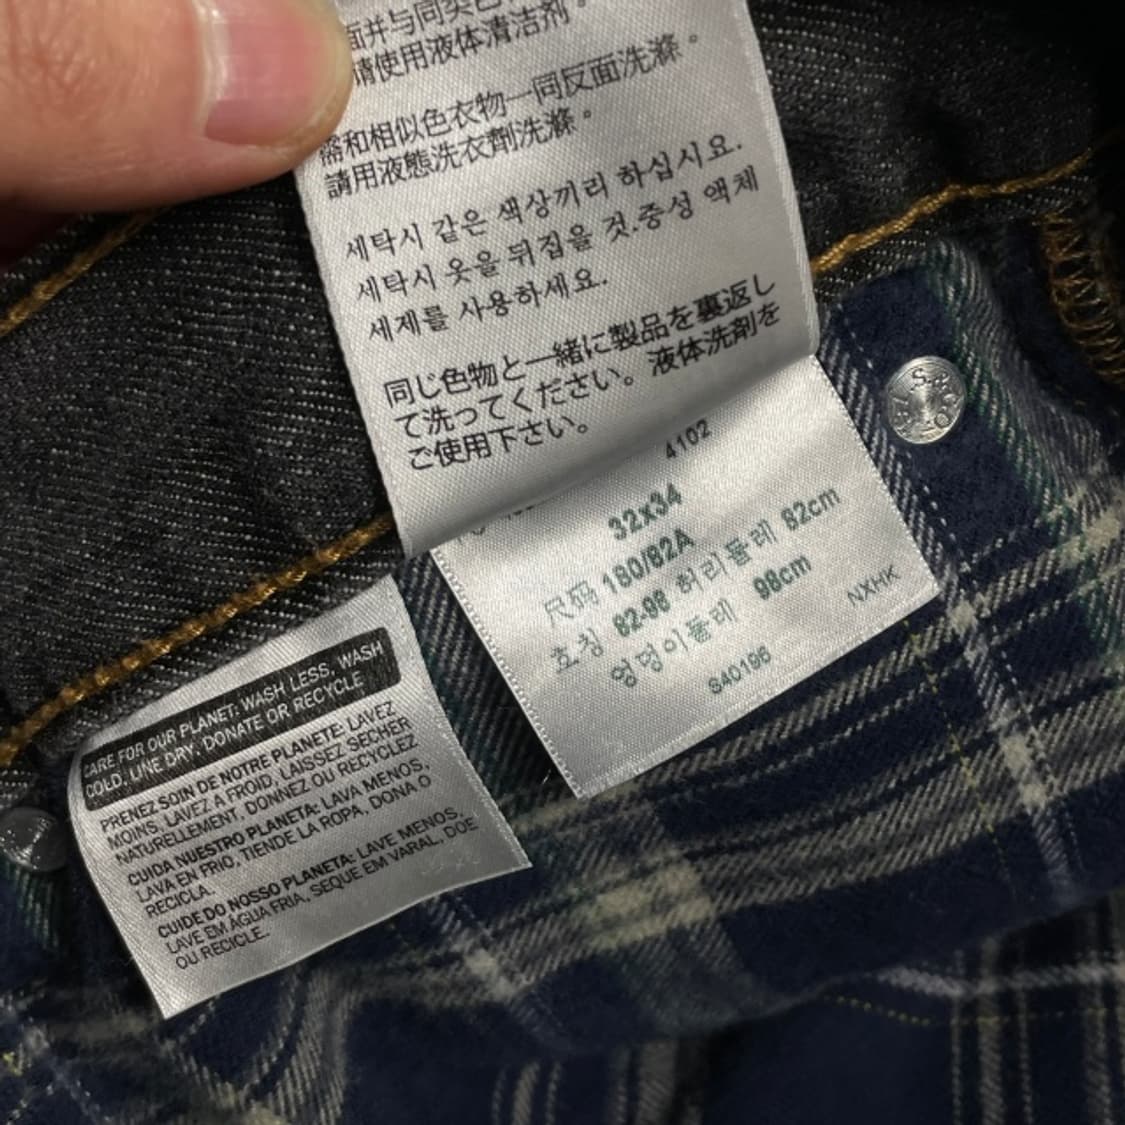 面并与同类色
请使用液体清洁剂。
需和相似色衣物一同反面洗滌。
請用液態洗衣劑洗滌。
세탁시 같은 색상끼리 하십시요.
세탁시 옷을 뒤집을 것.중성 액체
세제를 사용하세요.
同じ色物と一緒に製品を裏返し
て洗ってください。液体洗剤を
ご使用下さい。
4102
32x34
尺码 180/82A
호칭 82-98 허리둘레 82cm
엉덩이둘레 98cm
NXHK
S40196
CARE FOR OUR PLANET: WASH LESS, WASH
COLD, LINE DRY, DONATE OR RECYCLE
PRENEZ SOIN DE NOTRE PLANETE: LAVEZ
MOINS, LAVEZ A FROID, LAISSEZ SECHER
NATURELLEMENT, DONNEZ OU RECYCLEZ
CUIDA NUESTRO PLANETA: LAVA MENOS,
LAVA EN FRIO, TIENDE LA ROPA, DONA O
RECICLA.
CUIDE DO NOSSO PLANETA: LAVE MENOS,
LAVE EM ÁGUA FRIA, SEQUE EM VARAL, DOE
OU RECICLE.